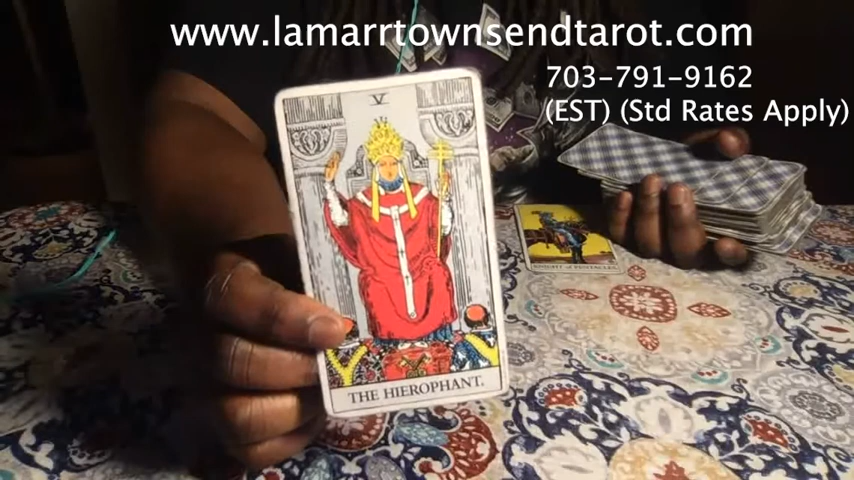 www.lamarrtownsendtarot.com
703-791-9162
(EST) (Std Rates Apply)
V
THE HIEROPHANT.
KNIGHT of PENTACLES.